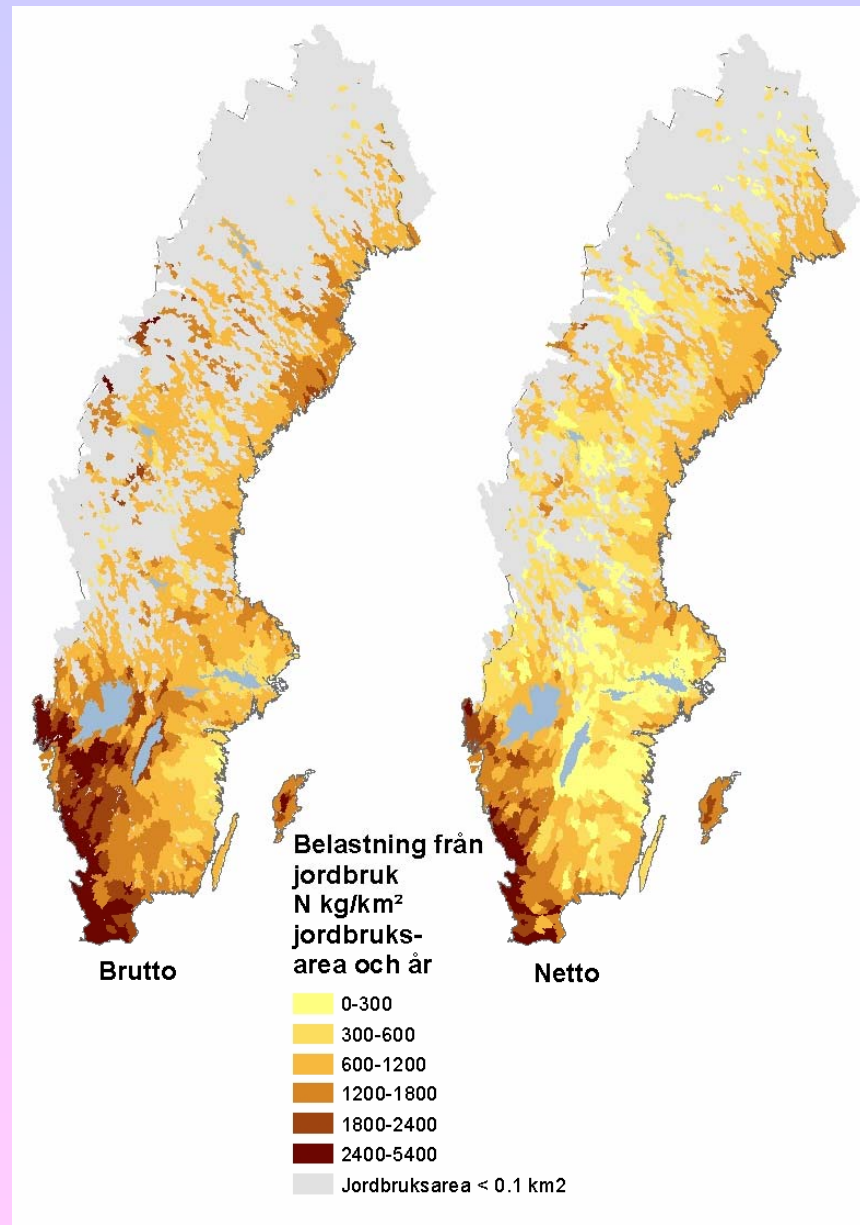 Belastning från
jordbruk
N kg/km²
jordbruks-
area och år
Brutto
Netto
0-300
300-600
600-1200
1200-1800
1800-2400
2400-5400
Jordbruksarea < 0.1 km2